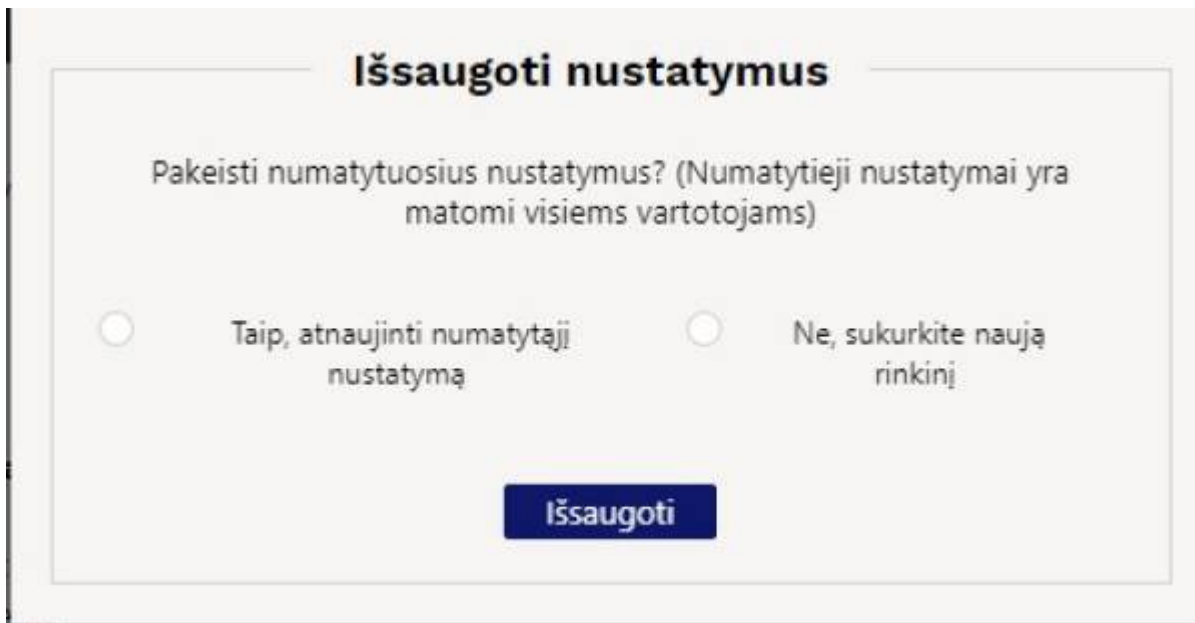 Išsaugoti nustatymus
Pakeisti numatytuosius nustatymus? (Numatytieji nustatymai yra
matomi visiems vartotojams)
Taip, atnaujinti numatytąjį
nustatymą
Ne, sukurkite naują
rinkinį
Išsaugoti